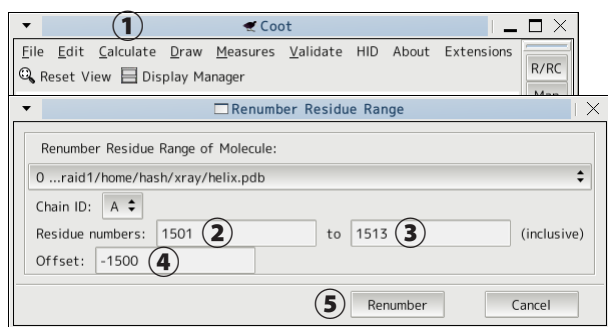 ① Coot
File Edit Calculate Draw Measures Validate HID About Extensions
Reset View Display Manager
R/RC
Map
Renumber Residue Range
Renumber Residue Range of Molecule:
0 ...raid1/home/hash/xray/helix.pdb
Chain ID: A
Residue numbers: 1501 ② to 1513 ③ (inclusive)
Offset: -1500 ④
⑤ Renumber Cancel